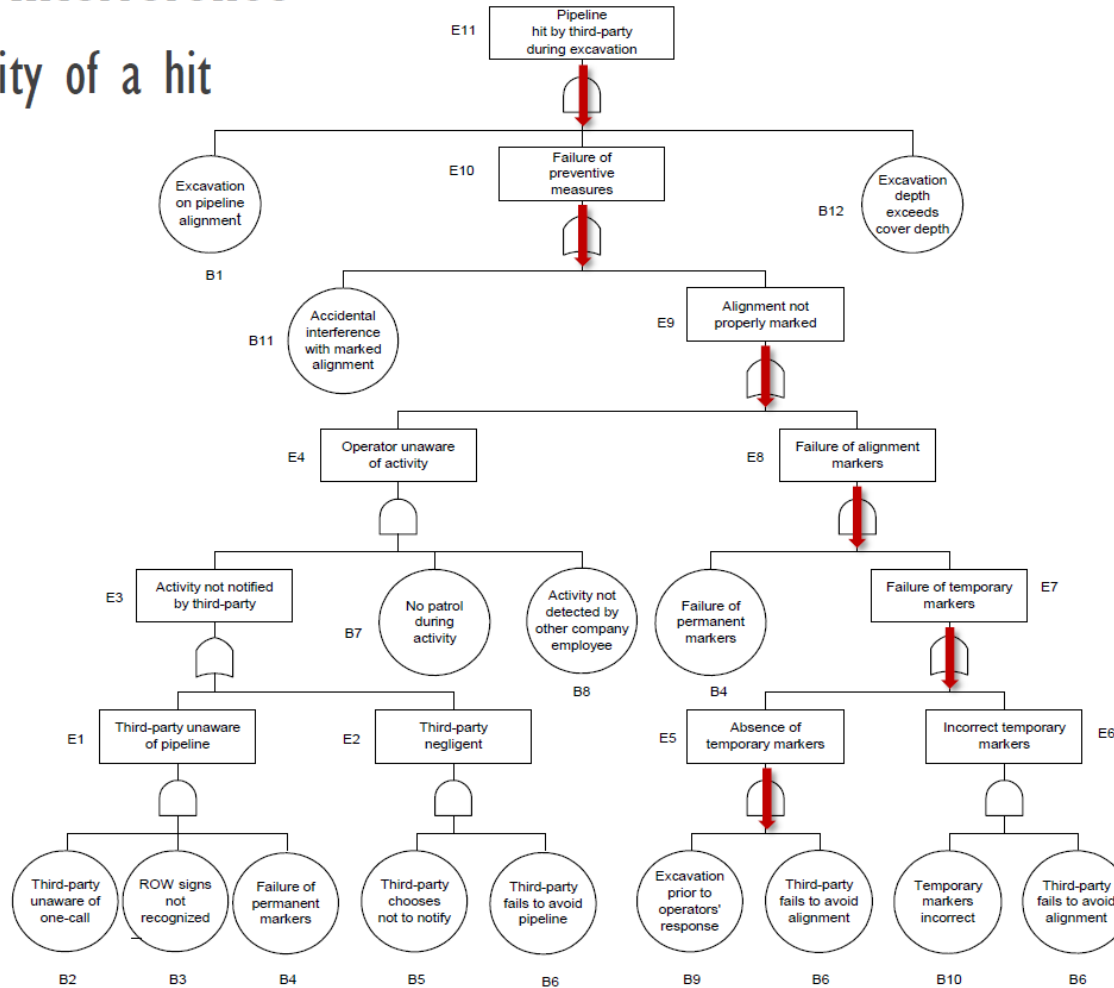 ity of a hit
E11
Pipeline
hit by third-party
during excavation
E10
Failure of
preventive
measures
Excavation
on pipeline
alignment
B1
Excavation
depth
exceeds
cover depth
B12
B11
Accidental
interference
with marked
alignment
E9
Alignment not
properly marked
E4
Operator unaware
of activity
E8
Failure of alignment
markers
E3
Activity not notified
by third-party
B7
No patrol
during
activity
Activity not
detected by
other company
employee
B8
Failure of
permanent
markers
B4
Failure of temporary
markers
E7
E1
Third-party unaware
of pipeline
E2
Third-party
negligent
E5
Absence of
temporary markers
Incorrect temporary
markers
E6
Third-party
unaware of
one-call
ROW signs
not
recognized
Failure of
permanent
markers
Third-party
chooses
not to notify
Third-party
fails to avoid
pipeline
Excavation
prior to
operators'
response
Third-party
fails to avoid
alignment
Temporary
markers
incorrect
Third-party
fails to avoid
alignment
B2
B3
B4
B5
B6
B9
B6
B10
B6